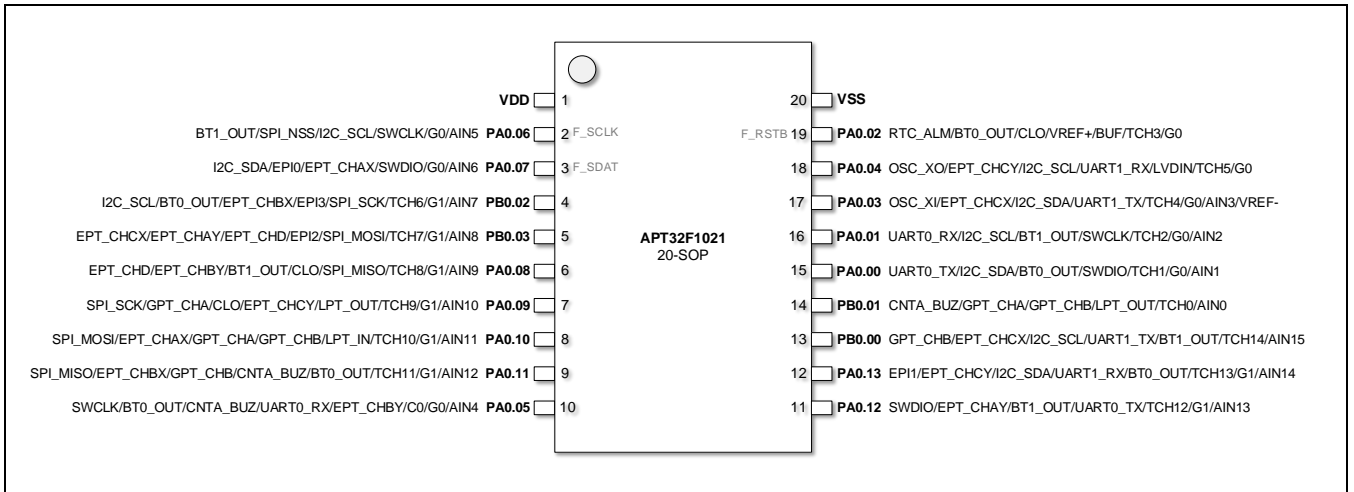 VDD 1
BT1_OUT/SPI_NSS/I2C_SCL/SWCLK/G0/AIN5 PA0.06 2 F_SCLK
I2C_SDA/EPI0/EPT_CHAX/SWDIO/G0/AIN6 PA0.07 3 F_SDAT
I2C_SCL/BT0_OUT/EPT_CHBX/EPI3/SPI_SCK/TCH6/G1/AIN7 PB0.02 4
EPT_CHCX/EPT_CHAY/EPT_CHD/EPI2/SPI_MOSI/TCH7/G1/AIN8 PB0.03 5
EPT_CHD/EPT_CHBY/BT1_OUT/CLO/SPI_MISO/TCH8/G1/AIN9 PA0.08 6
SPI_SCK/GPT_CHA/CLO/EPT_CHCY/LPT_OUT/TCH9/G1/AIN10 PA0.09 7
SPI_MOSI/EPT_CHAX/GPT_CHA/GPT_CHB/LPT_IN/TCH10/G1/AIN11 PA0.10 8
SPI_MISO/EPT_CHBX/GPT_CHB/CNTA_BUZ/BT0_OUT/TCH11/G1/AIN12 PA0.11 9
SWCLK/BT0_OUT/CNTA_BUZ/UART0_RX/EPT_CHBY/C0/G0/AIN4 PA0.05 10
APT32F1021
20-SOP
20 VSS
F_RSTB 19 PA0.02 RTC_ALM/BT0_OUT/CLO/VREF+/BUF/TCH3/G0
18 PA0.04 OSC_XO/EPT_CHCY/I2C_SCL/UART1_RX/LVDIN/TCH5/G0
17 PA0.03 OSC_XI/EPT_CHCX/I2C_SDA/UART1_TX/TCH4/G0/AIN3/VREF-
16 PA0.01 UART0_RX/I2C_SCL/BT1_OUT/SWCLK/TCH2/G0/AIN2
15 PA0.00 UART0_TX/I2C_SDA/BT0_OUT/SWDIO/TCH1/G0/AIN1
14 PB0.01 CNTA_BUZ/GPT_CHA/GPT_CHB/LPT_OUT/TCH0/AIN0
13 PB0.00 GPT_CHB/EPT_CHCX/I2C_SCL/UART1_TX/BT1_OUT/TCH14/AIN15
12 PA0.13 EPI1/EPT_CHCY/I2C_SDA/UART1_RX/BT0_OUT/TCH13/G1/AIN14
11 PA0.12 SWDIO/EPT_CHAY/BT1_OUT/UART0_TX/TCH12/G1/AIN13